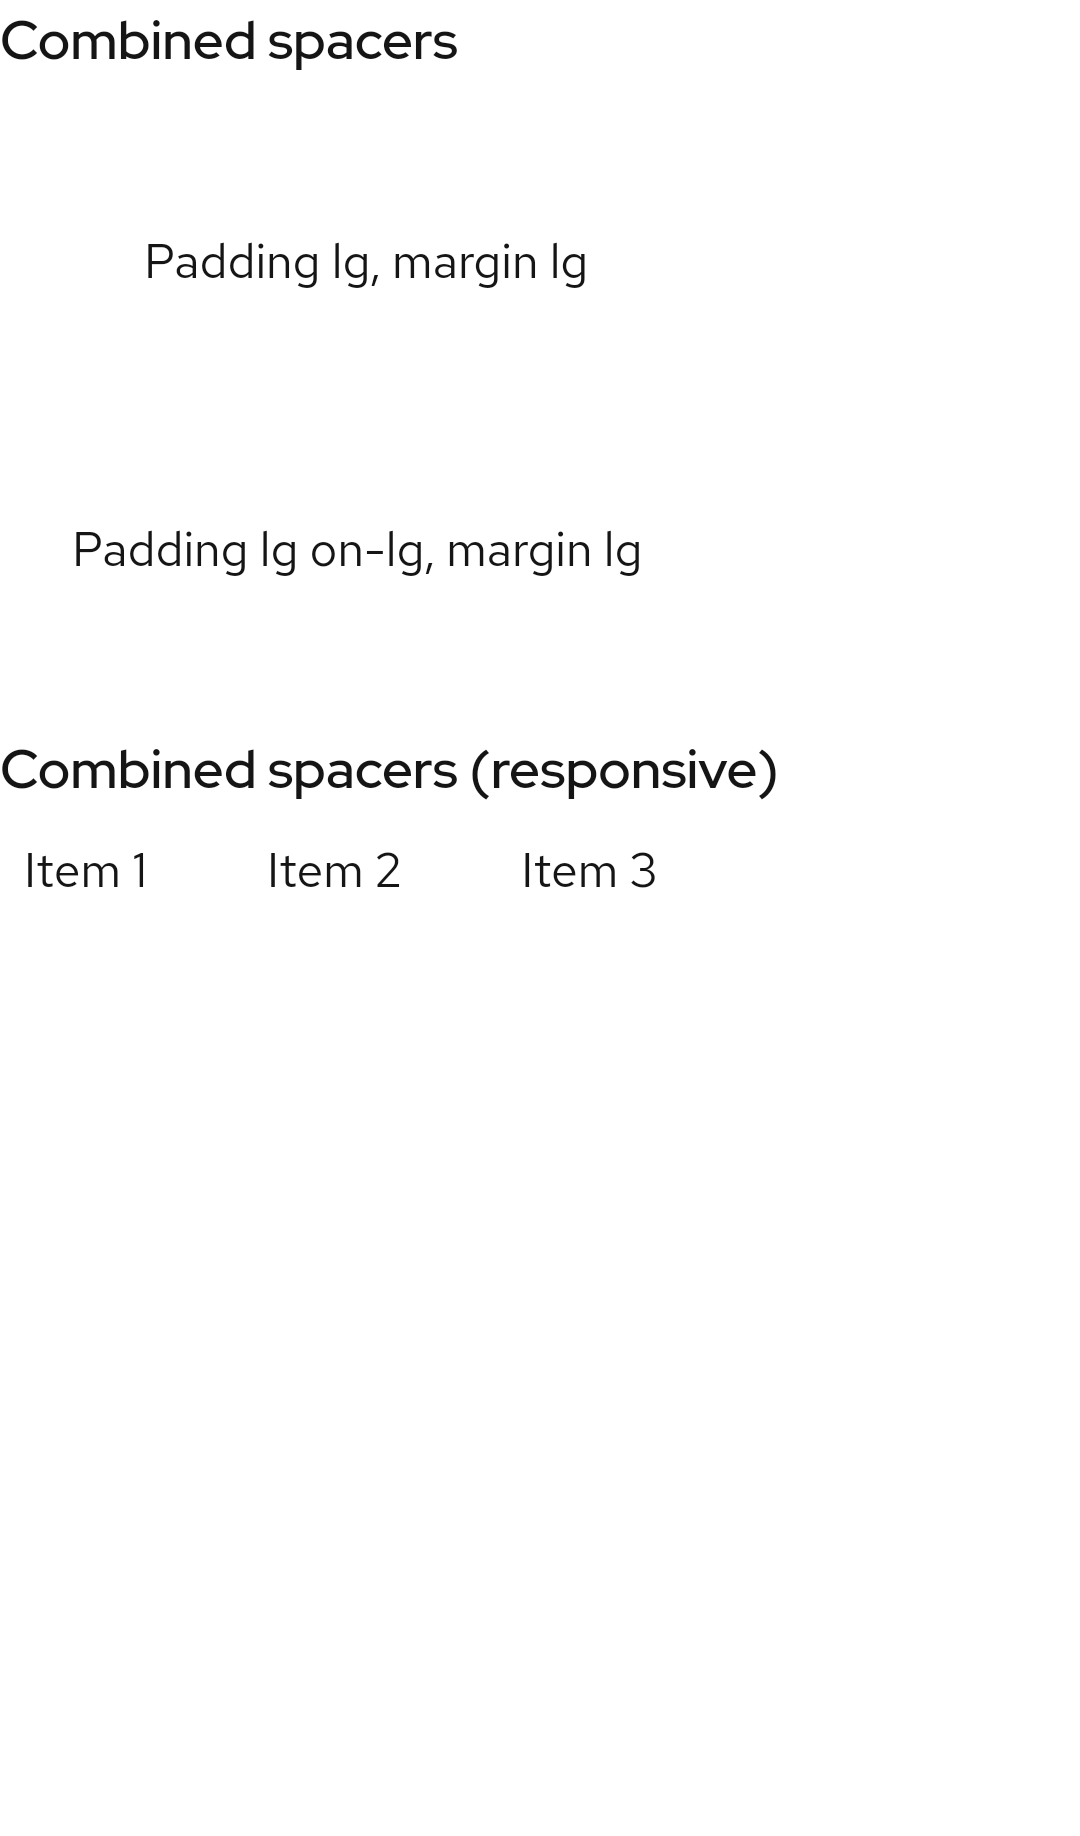 Combined spacers
Padding lg, margin lg
Padding lg on-lg, margin lg
Combined spacers (responsive)
Item 1 Item 2 Item 3